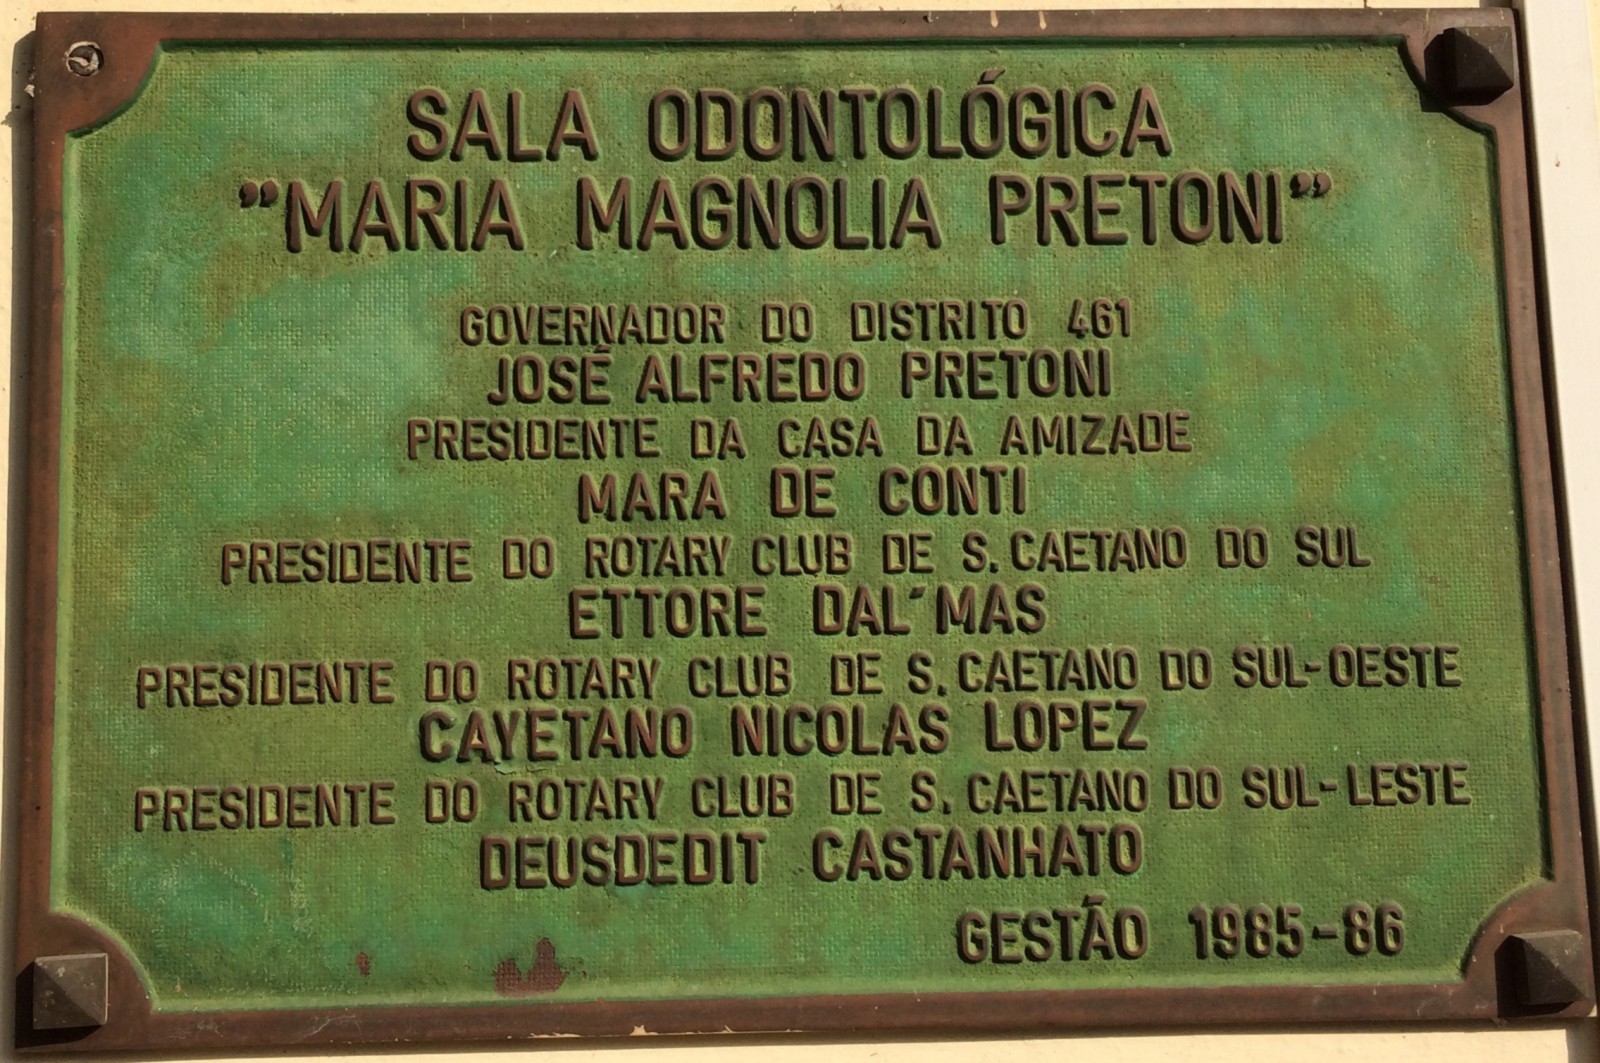 SALA ODONTOLÓGICA
"MARIA MAGNOLIA PRETONI"
GOVERNADOR DO DISTRITO 461
JOSÉ ALFREDO PRETONI
PRESIDENTE DA CASA DA AMIZADE
MARA DE CONTI
PRESIDENTE DO ROTARY CLUB DE S. CAETANO DO SUL
ETTORE DAL´MAS
PRESIDENTE DO ROTARY CLUB DE S. CAETANO DO SUL-OESTE
CAYETANO NICOLAS LOPEZ
PRESIDENTE DO ROTARY CLUB DE S. CAETANO DO SUL-LESTE
DEUSDEDIT CASTANHATO
GESTÃO 1985-86